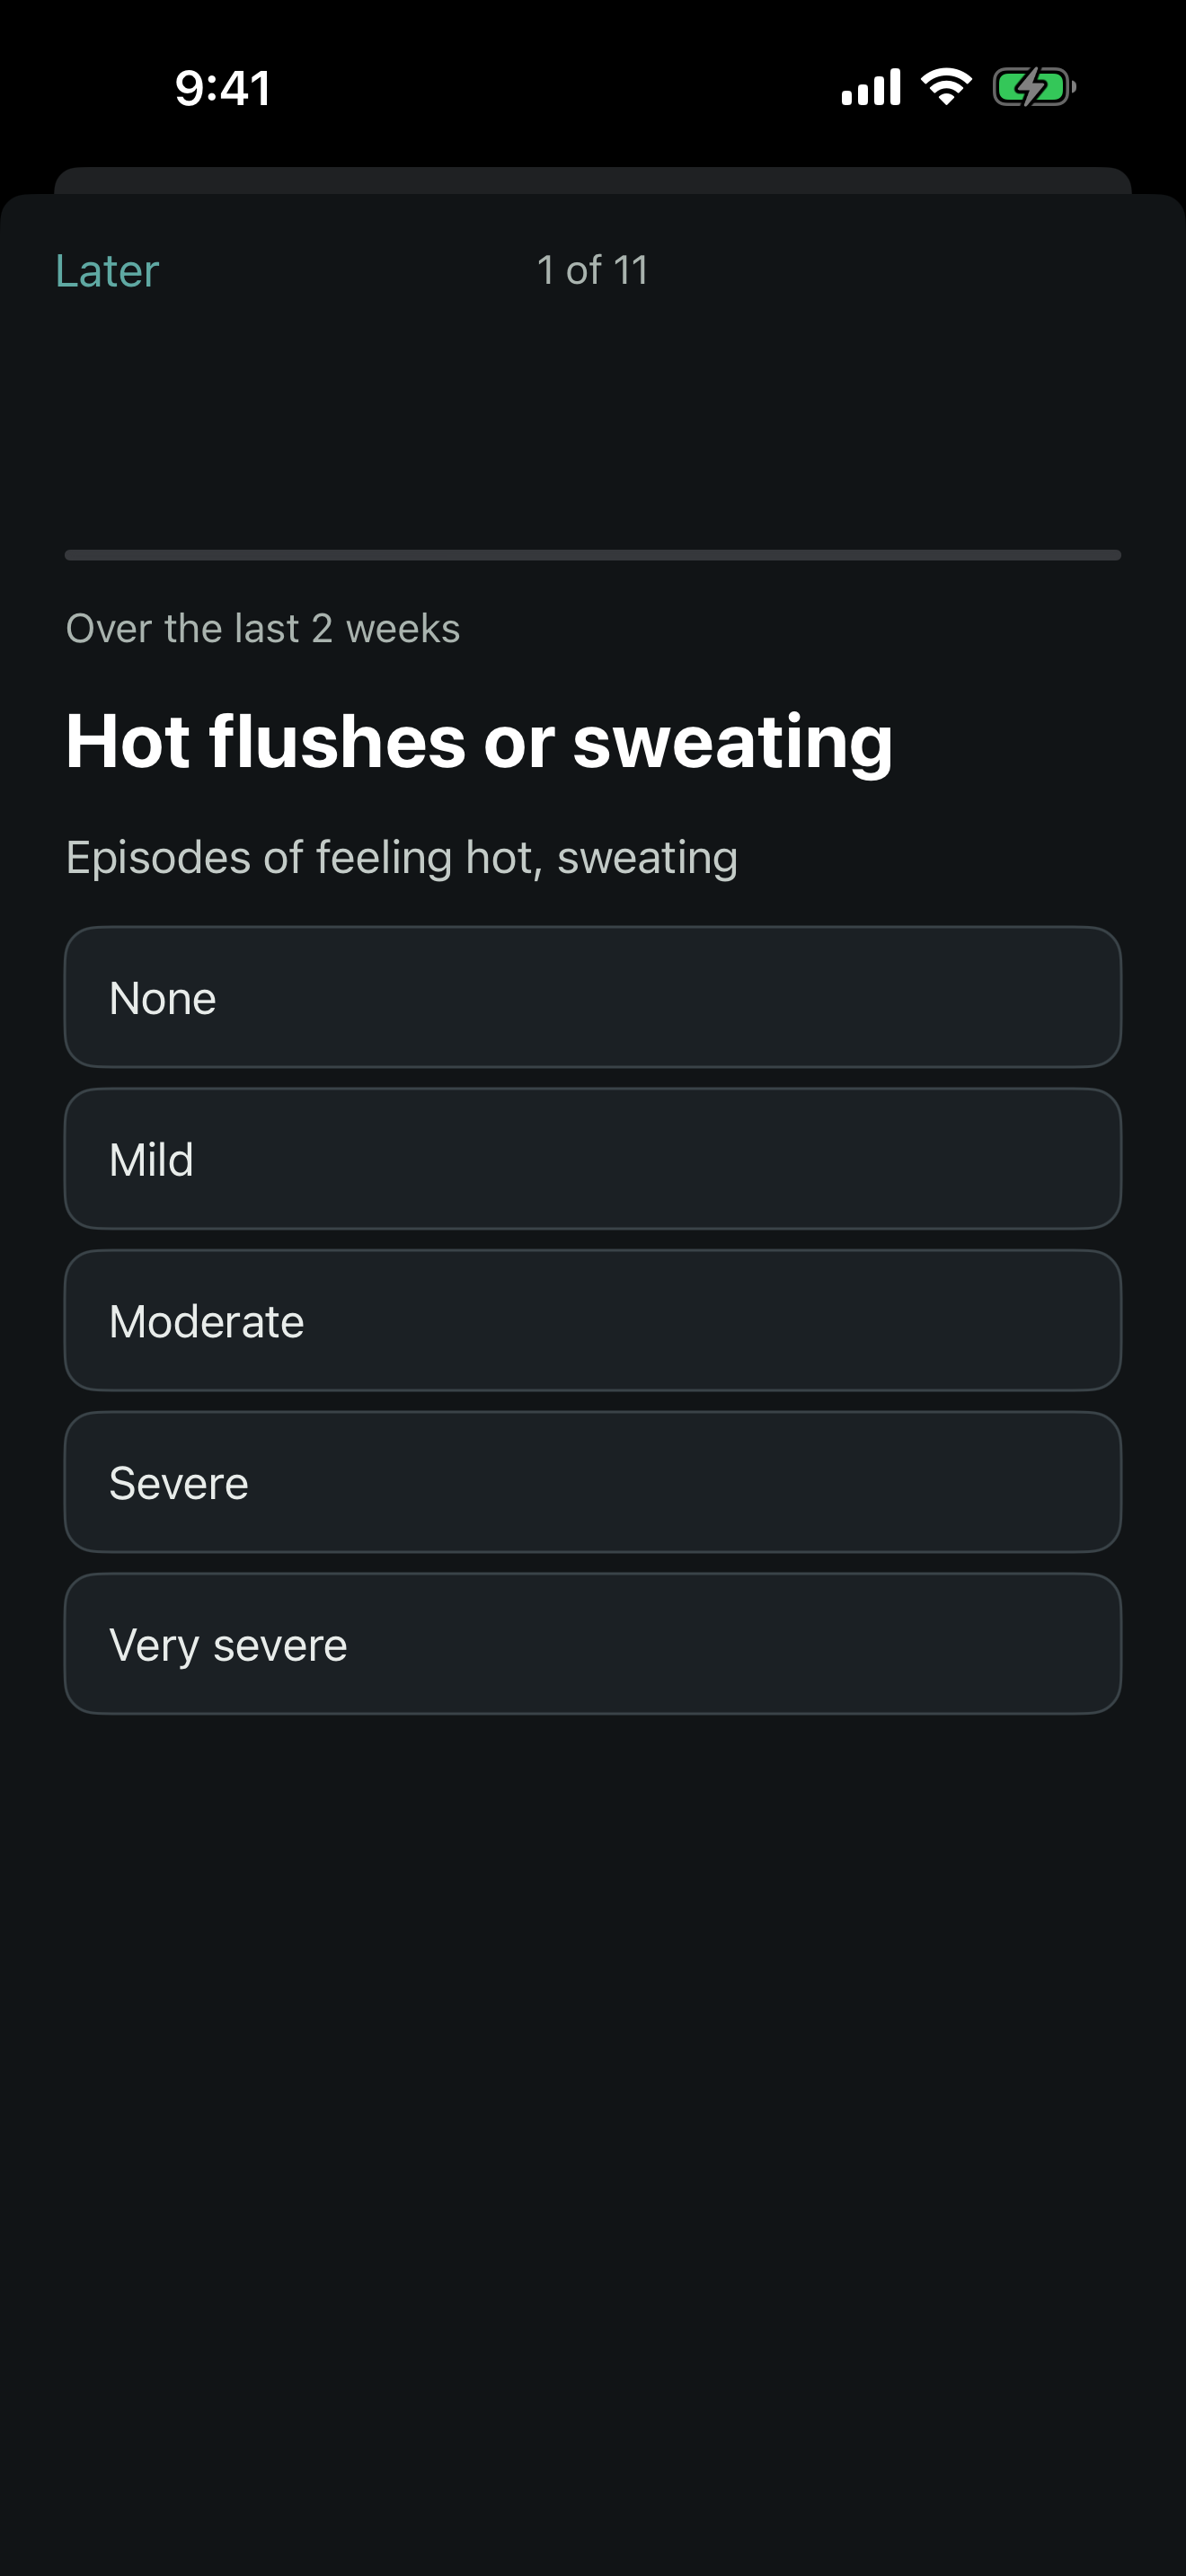 9:41
Later
1 of 11
Over the last 2 weeks
Hot flushes or sweating
Episodes of feeling hot, sweating
None
Mild
Moderate
Severe
Very severe